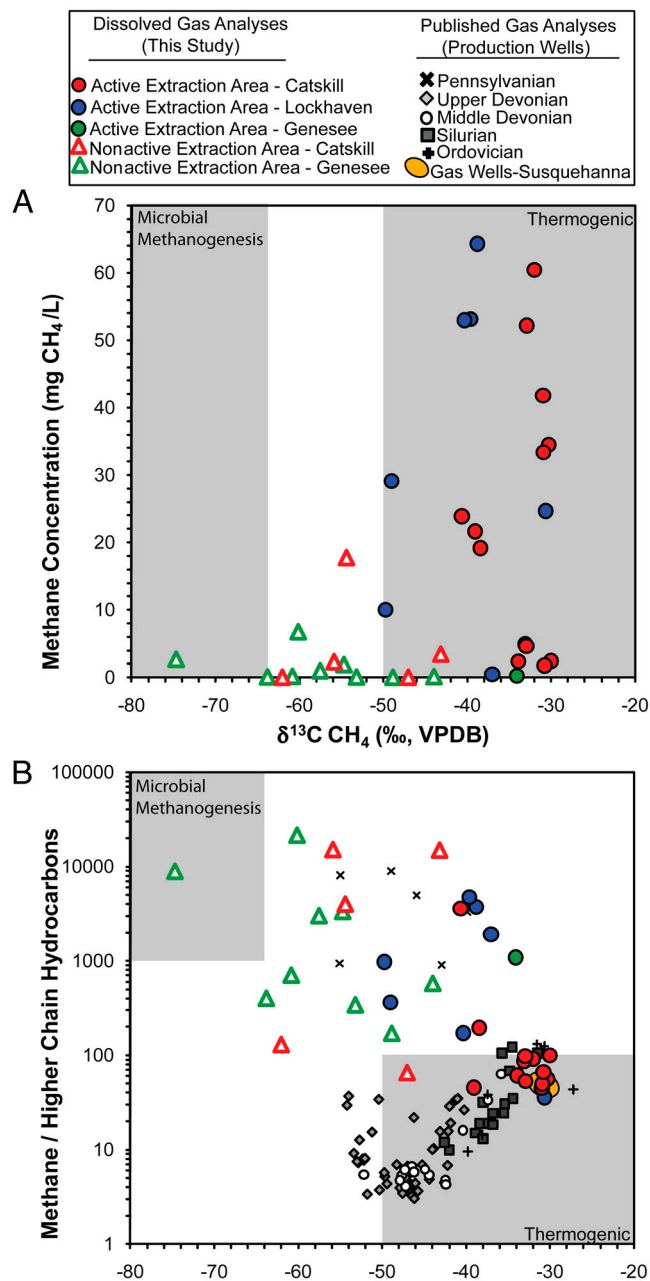 Dissolved Gas Analyses
(This Study)
Active Extraction Area - Catskill
Active Extraction Area - Lockhaven
Active Extraction Area - Genesee
Nonactive Extraction Area - Catskill
Nonactive Extraction Area - Genesee
Published Gas Analyses
(Production Wells)
Pennsylvanian
Upper Devonian
Middle Devonian
Silurian
Ordovician
Gas Wells-Susquehanna
A
Methane Concentration (mg CH₄/L)
70
60
50
40
30
20
10
0
Microbial
Methanogenesis
Thermogenic
-80 -70 -60 -50 -40 -30 -20
δ¹³C CH₄ (‰, VPDB)
B
Methane / Higher Chain Hydrocarbons
100000
10000
1000
100
10
1
Microbial
Methanogenesis
Thermogenic
-80 -70 -60 -50 -40 -30 -20